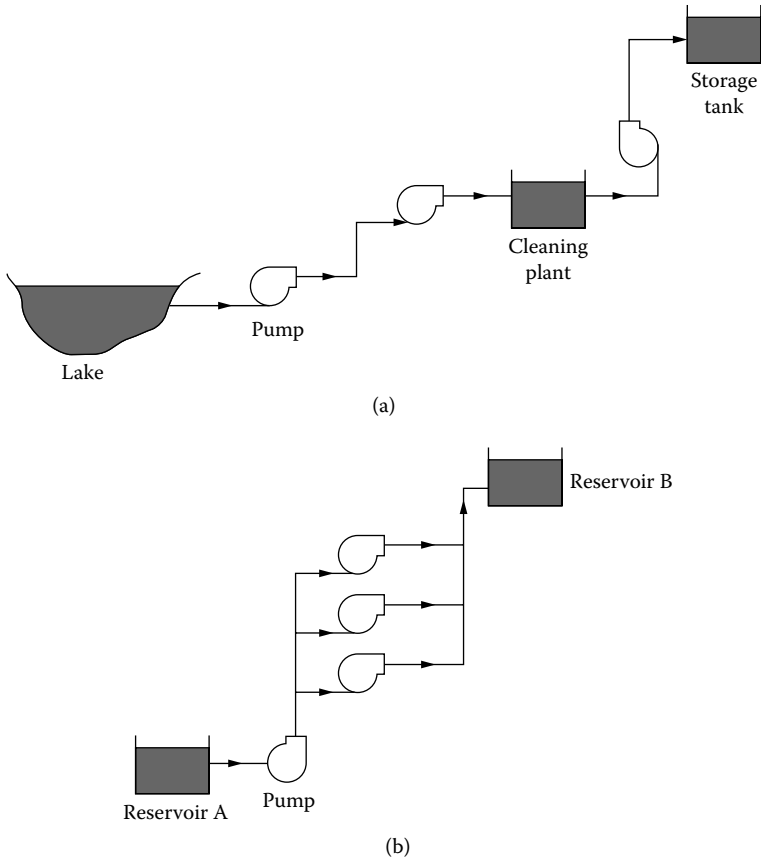 Storage
tank
Cleaning
plant
Pump
Lake
(a)
Reservoir B
Reservoir A
Pump
(b)